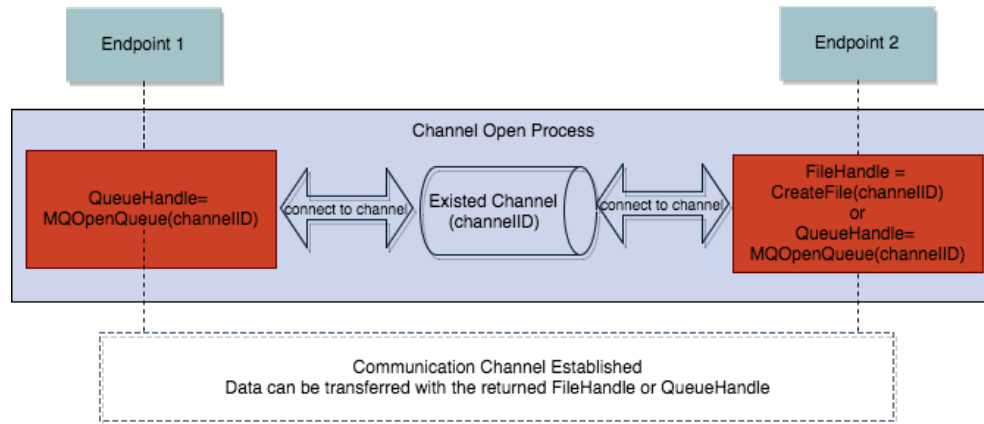 Endpoint 1
Endpoint 2
Channel Open Process
QueueHandle=
MQOpenQueue(channelID)
connect to channel
Existed Channel
(channelID)
connect to channel
FileHandle =
CreateFile(channelID)
or
QueueHandle=
MQOpenQueue(channelID)
Communication Channel Established
Data can be transferred with the returned FileHandle or QueueHandle